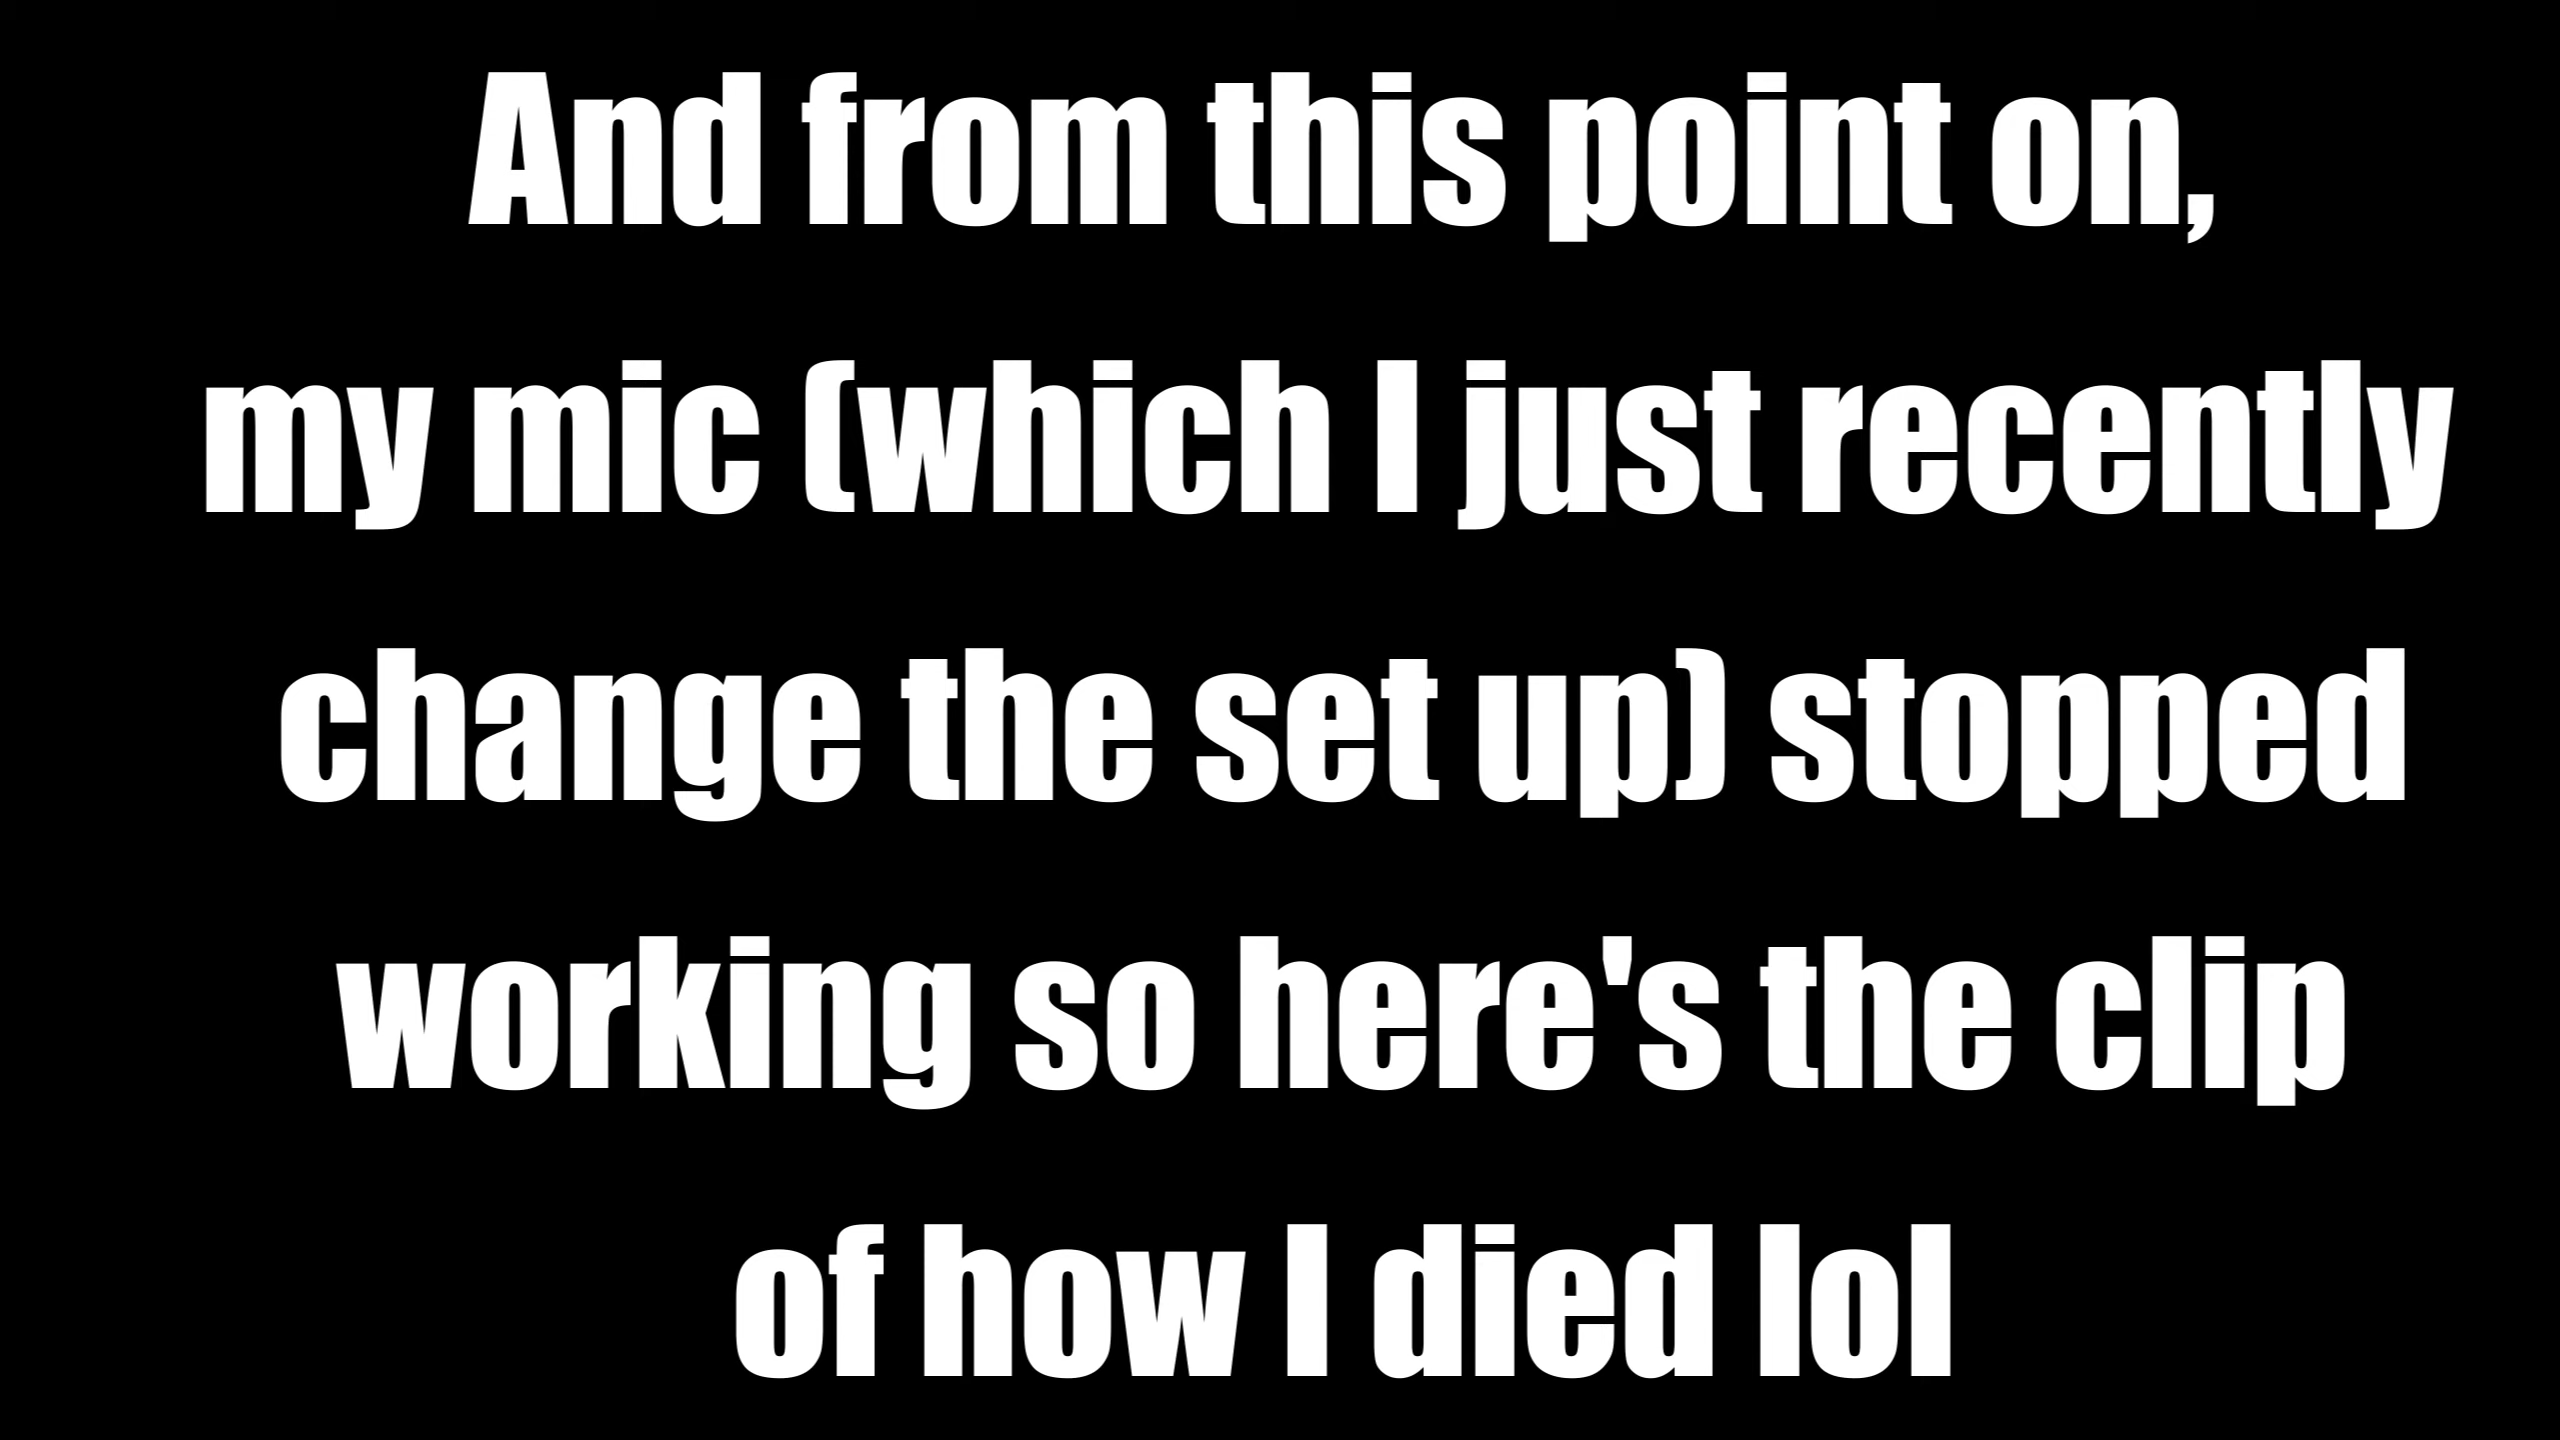 And from this point on,
my mic (which I just recently
change the set up) stopped
working so here's the clip
of how I died lol